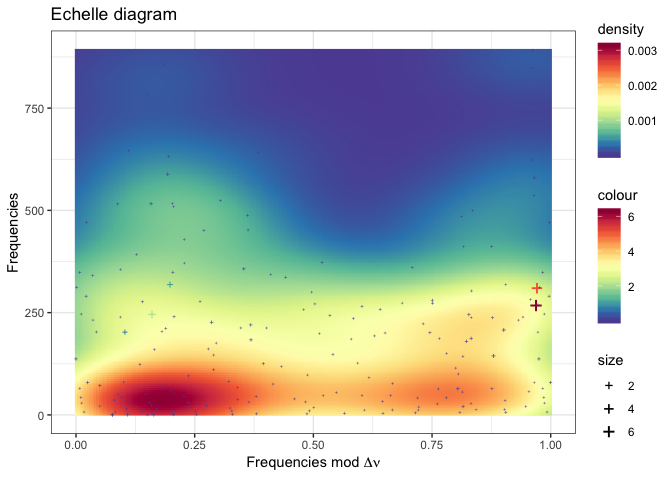 Echelle diagram
Frequencies
750
500
250
0
0.00 0.25 0.50 0.75 1.00
Frequencies mod Δν
density
0.003
0.002
0.001
colour
6
4
2
size
2
4
6